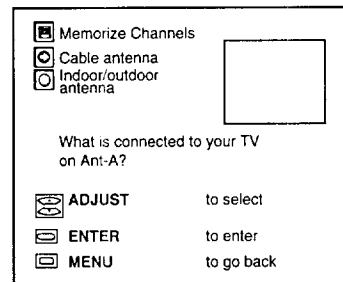 Memorize Channels
Cable antenna
Indoor/outdoor
antenna
What is connected to your TV
on Ant-A?
ADJUST to select
ENTER to enter
MENU to go back